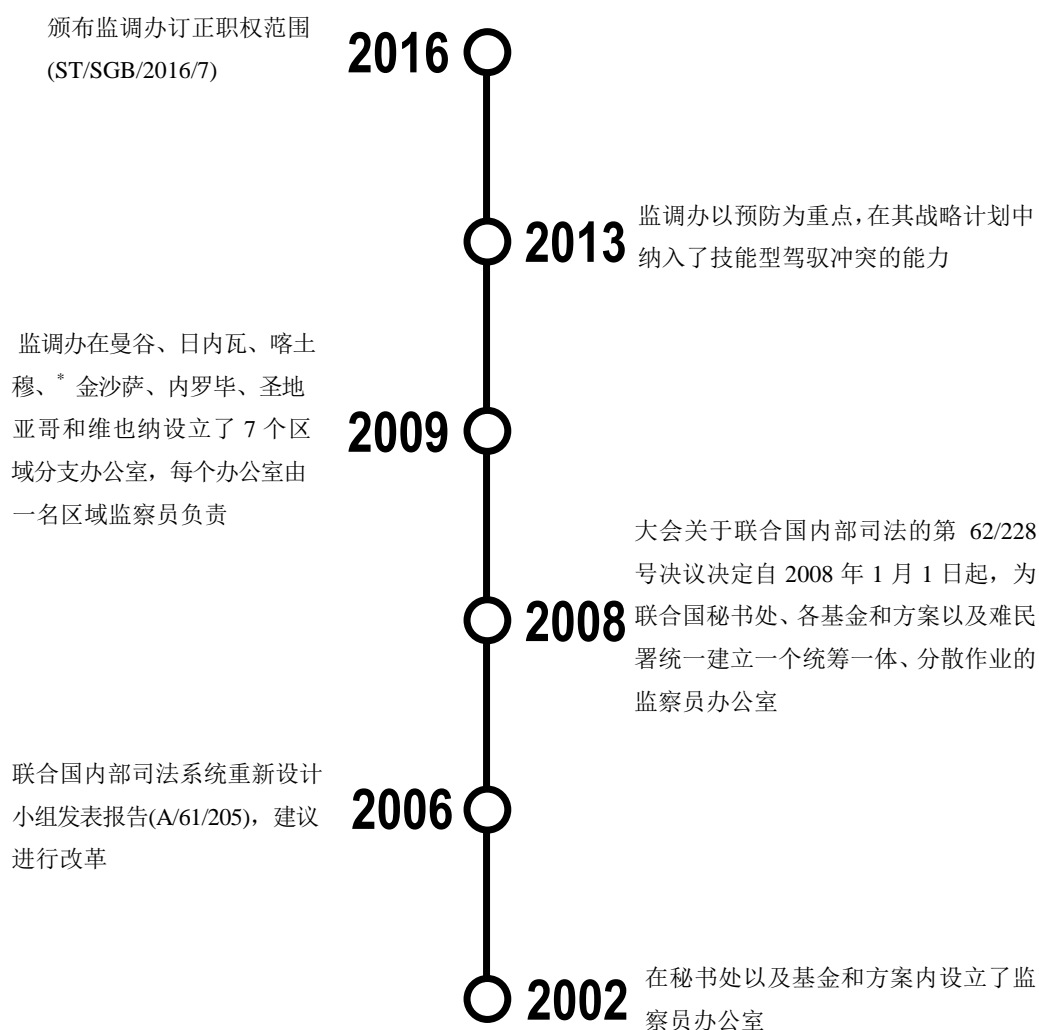 颁布监调办订正职权范围
(ST/SGB/2016/7)
2016
2013
监调办以预防为重点，在其战略计划中
纳入了技能型驾驭冲突的能力
监调办在曼谷、日内瓦、喀土
穆、* 金沙萨、内罗毕、圣地
亚哥和维也纳设立了 7 个区
域分支办公室，每个办公室由
一名区域监察员负责
2009
2008
大会关于联合国内部司法的第 62/228
号决议决定自 2008 年 1 月 1 日起，为
联合国秘书处、各基金和方案以及难民
署统一建立一个统筹一体、分散作业的
监察员办公室
联合国内部司法系统重新设计
小组发表报告(A/61/205)，建议
进行改革
2006
2002
在秘书处以及基金和方案内设立了监
察员办公室